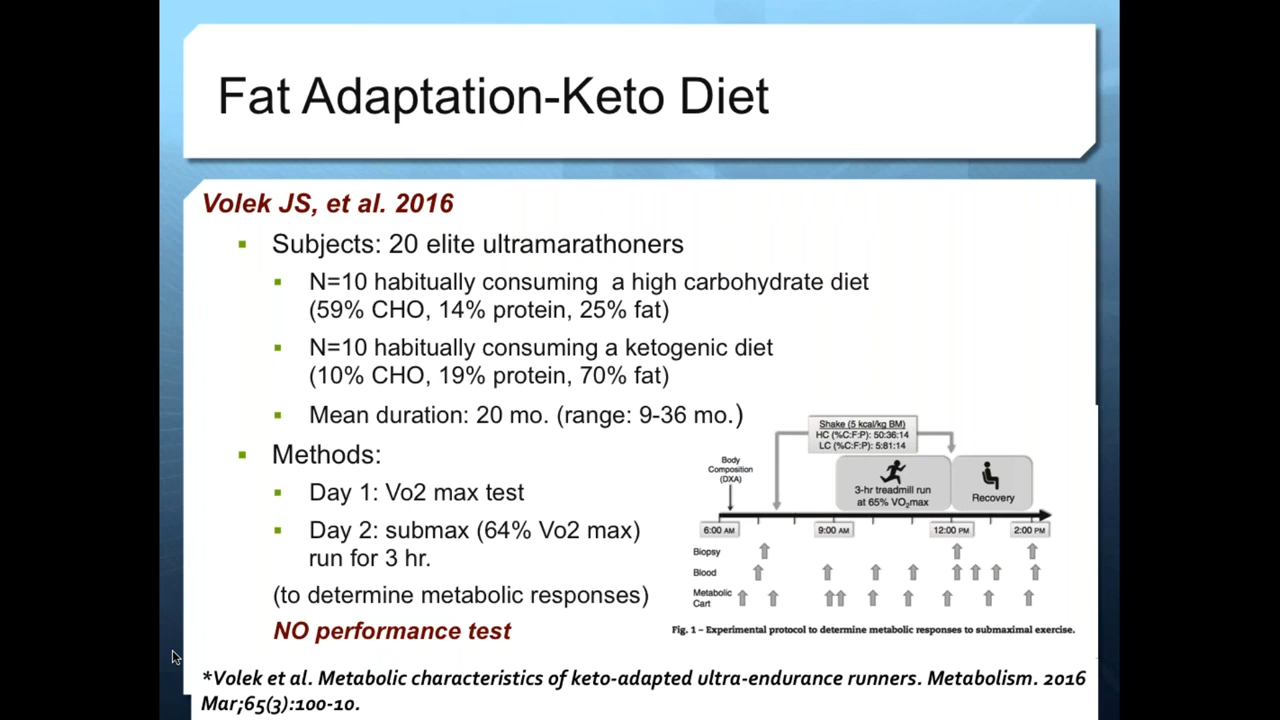 Fat Adaptation-Keto Diet
Volek JS, et al. 2016
Subjects: 20 elite ultramarathoners
N=10 habitually consuming a high carbohydrate diet
(59% CHO, 14% protein, 25% fat)
N=10 habitually consuming a ketogenic diet
(10% CHO, 19% protein, 70% fat)
Mean duration: 20 mo. (range: 9-36 mo.)
Methods:
Day 1: Vo2 max test
Day 2: submax (64% Vo2 max)
run for 3 hr.
(to determine metabolic responses)
NO performance test
Shake (5 kcal/kg BM)
HC (%C:F:P): 50:36:14
LC (%C:F:P): 5:81:14
Body
Composition
(DXA)
3-hr treadmill run
at 65% VO₂max
Recovery
6:00 AM
9:00 AM
12:00 PM
2:00 PM
Biopsy
Blood
Metabolic
Cart
Fig. 1 – Experimental protocol to determine metabolic responses to submaximal exercise.
*Volek et al. Metabolic characteristics of keto-adapted ultra-endurance runners. Metabolism. 2016
Mar;65(3):100-10.